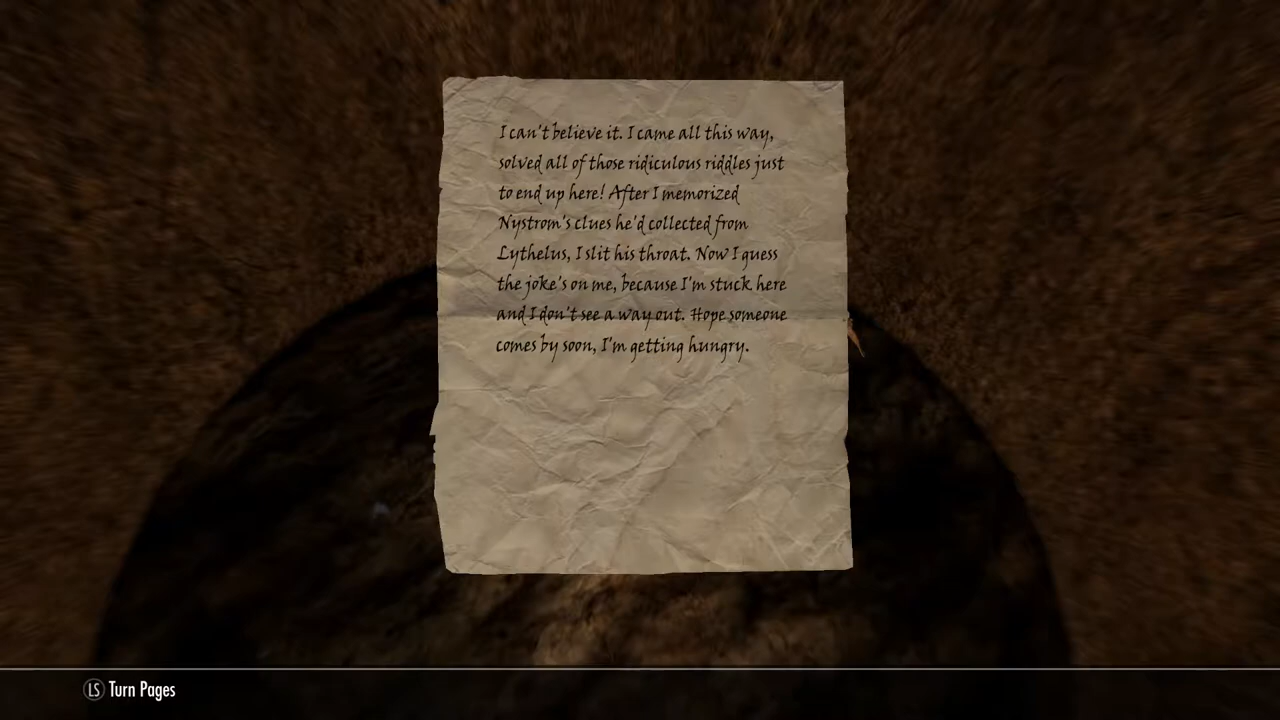 I can't believe it. I came all this way,
solved all of those ridiculous riddles just
to end up here! After I memorized
Nystrom's clues he'd collected from
Lythelus, I slit his throat. Now I guess
the joke's on me, because I'm stuck here
and I don't see a way out. Hope someone
comes by soon, I'm getting hungry.
LS Turn Pages